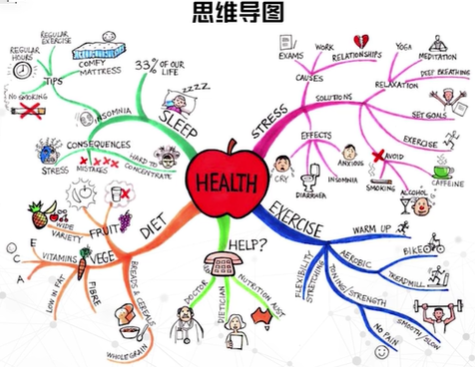 思维导图
REGULAR EXERCISE
REGULAR HOURS
TIPS
COMFY MATTRESS
NO SMOKING
33% OF OUR LIFE
ZZZZ
INSOMNIA
SLEEP
CONSEQUENCES
STRESS
MISTAKES
HARD TO CONCENTRATE
EXAMS
WORK
RELATIONSHIPS
CAUSES
STRESS
SOLUTIONS
YOGA
MEDITATION
RELAXATION
DEEP BREATHING
SET GOALS
EXERCISE
AVOID
CAFFEINE
SMOKING
ALCOHOL
EFFECTS
CRY
DIARRAEA
INSOMNIA
ANXIOUS
HEALTH
DIET
FRUIT
WIDE VARIETY
VEGE
VITAMINS
E
C
A
LOW IN FAT
FIBRE
BREADS & CEREALS
WHOLEGRAIN
HELP?
DOCTOR
DIETICIAN
NUTRITION AUST
EXERCISE
WARM UP
AEROBIC
BIKE
TREADMILL
FLEXIBILITY
STRETCHING
TONING/STRENGTH
SMOOTH/SLOW
NO PAIN